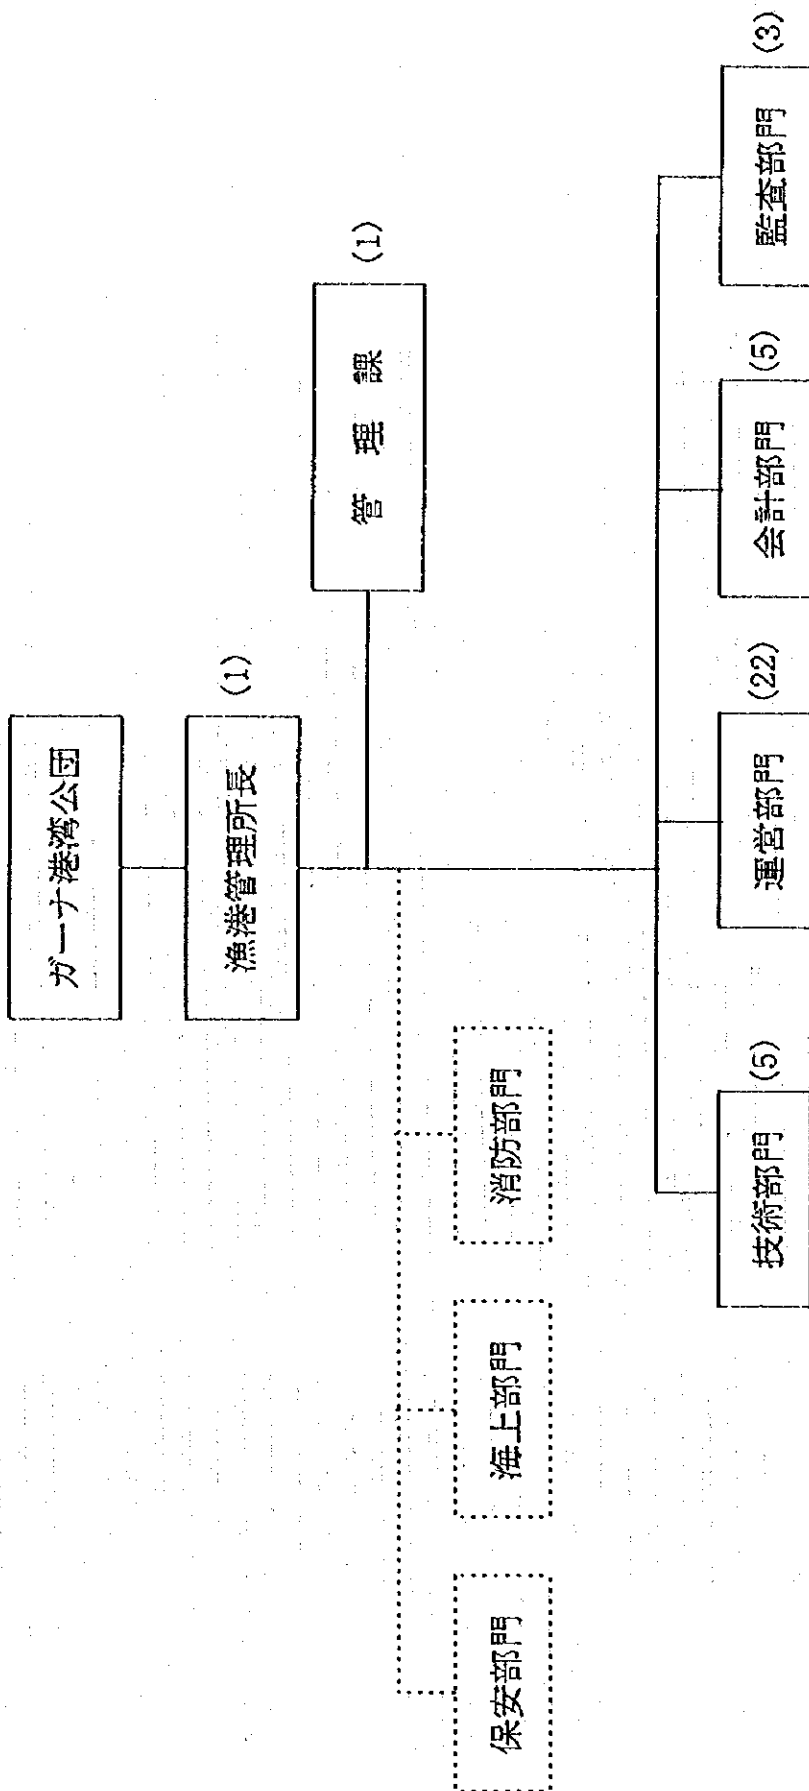 ガーナ港湾公団
漁港管理所長
(1)
管理課
(1)
保安部門
海上部門
消防部門
技術部門
(5)
運営部門
(22)
会計部門
(5)
監査部門
(3)